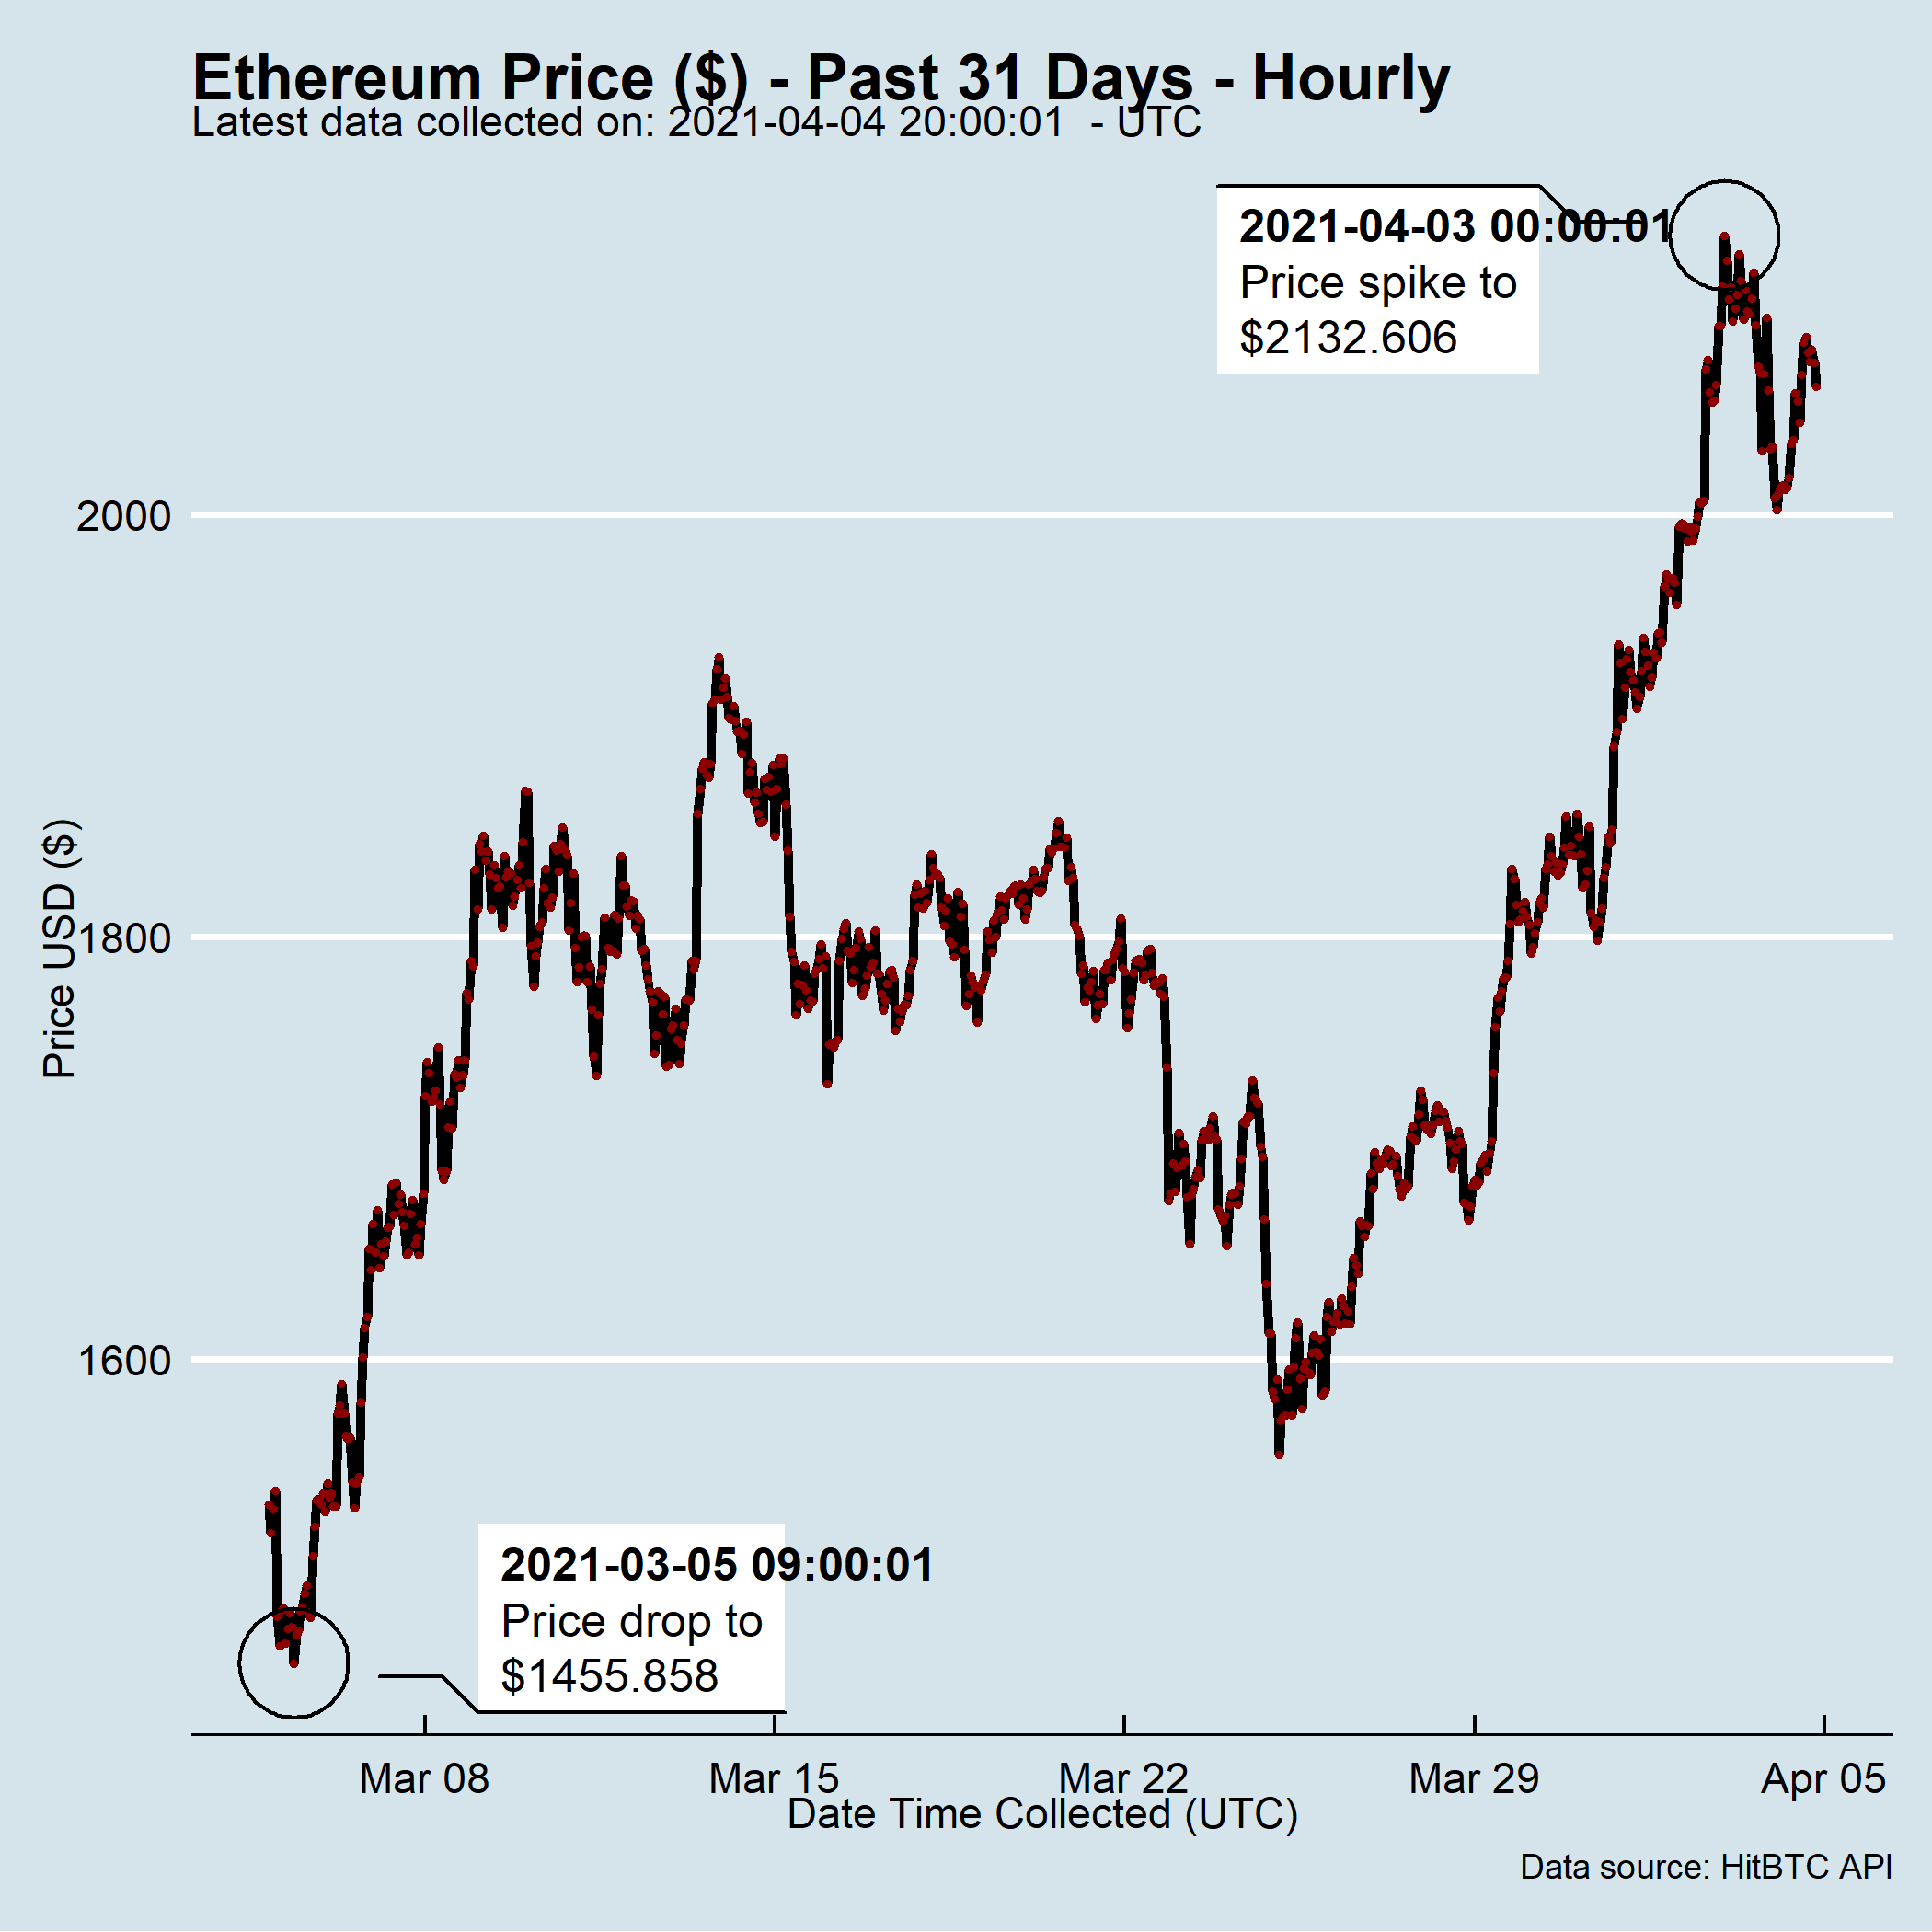 Ethereum Price ($) - Past 31 Days - Hourly
Latest data collected on: 2021-04-04 20:00:01  - UTC
2021-04-03 00:00:01
Price spike to
$2132.606
2000
1800
1600
Price USD ($)
2021-03-05 09:00:01
Price drop to
$1455.858
Mar 08
Mar 15
Mar 22
Mar 29
Apr 05
Date Time Collected (UTC)
Data source: HitBTC API